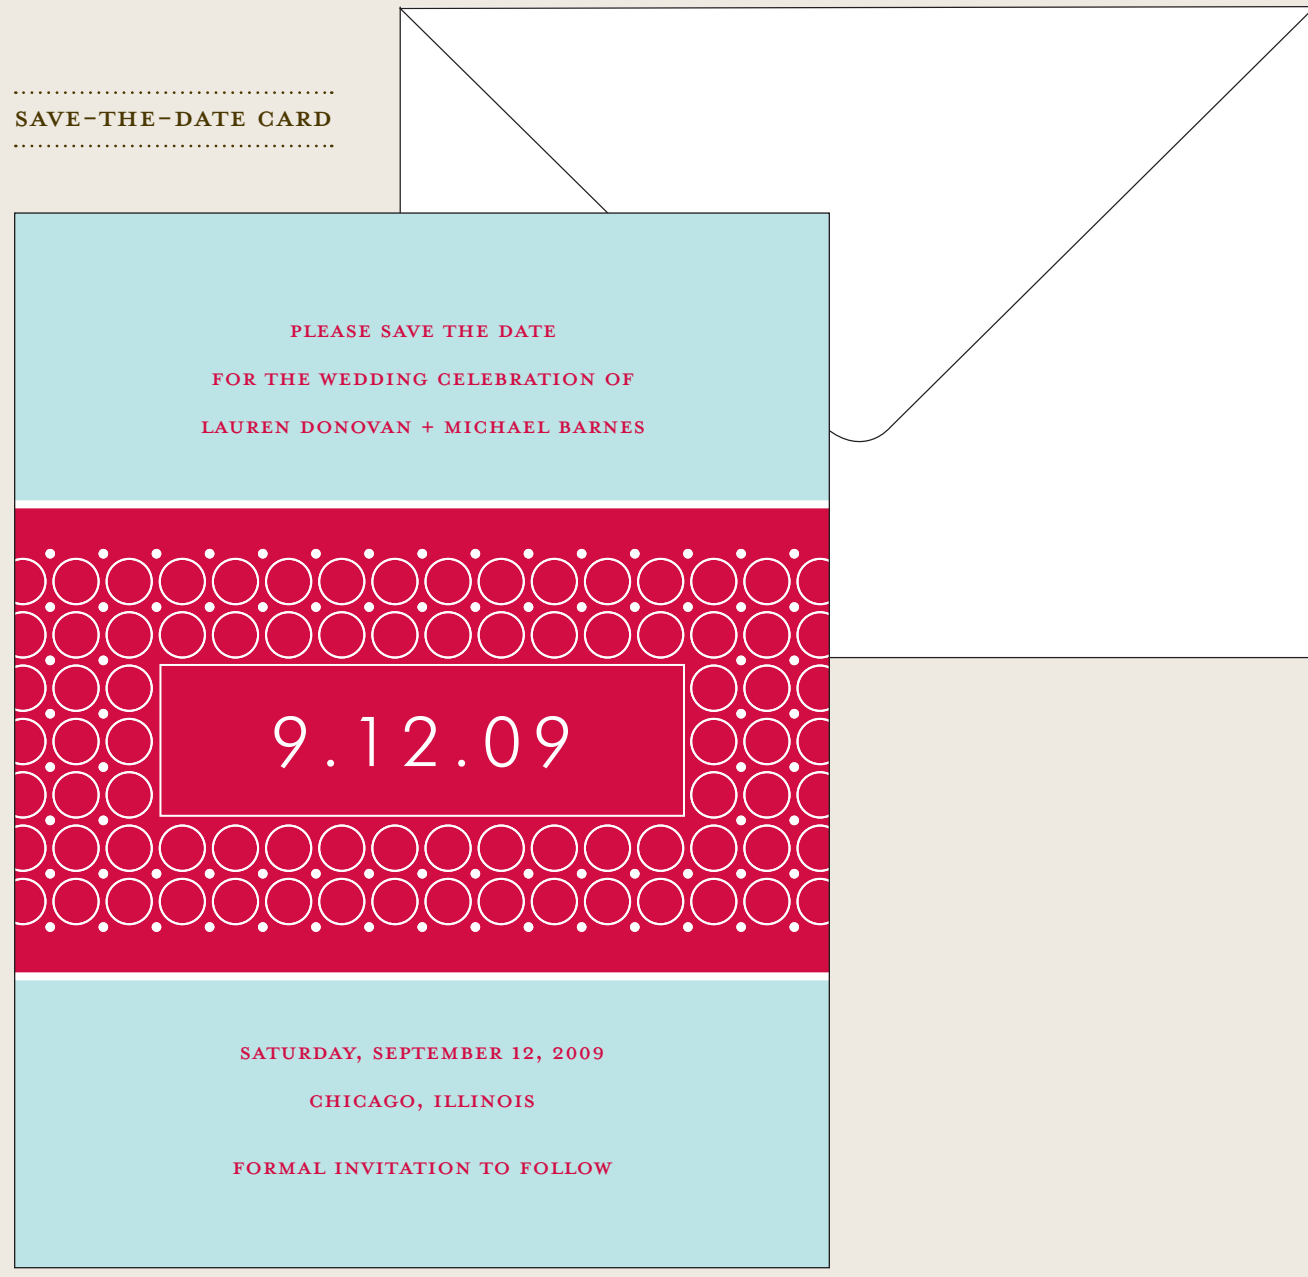 SAVE-THE-DATE CARD
PLEASE SAVE THE DATE
FOR THE WEDDING CELEBRATION OF
LAUREN DONOVAN + MICHAEL BARNES
9.12.09
SATURDAY, SEPTEMBER 12, 2009
CHICAGO, ILLINOIS
FORMAL INVITATION TO FOLLOW